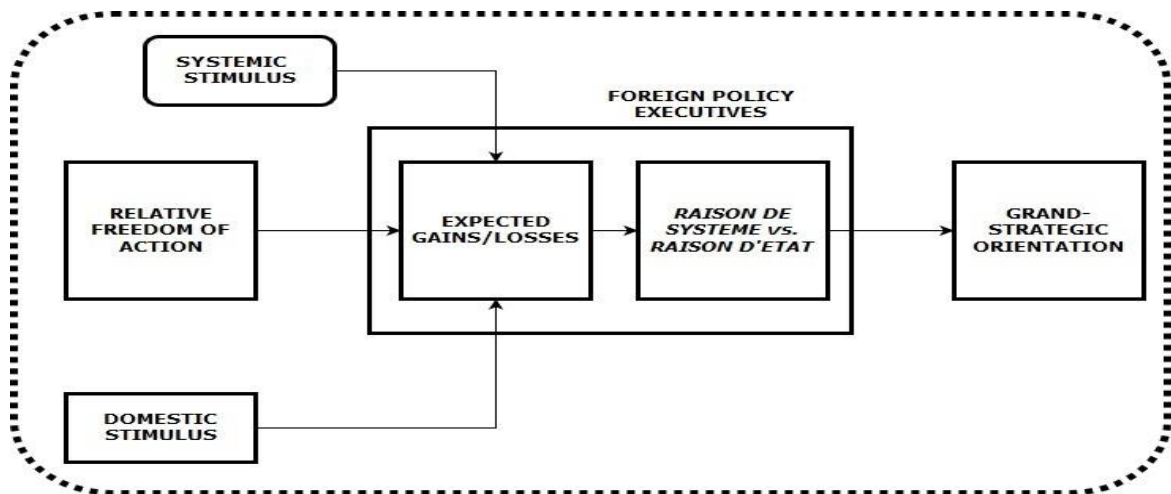 SYSTEMIC
STIMULUS
FOREIGN POLICY
EXECUTIVES
RELATIVE
FREEDOM OF
ACTION
EXPECTED
GAINS/LOSSES
RAISON DE
SYSTEME vs.
RAISON D'ETAT
GRAND-
STRATEGIC
ORIENTATION
DOMESTIC
STIMULUS